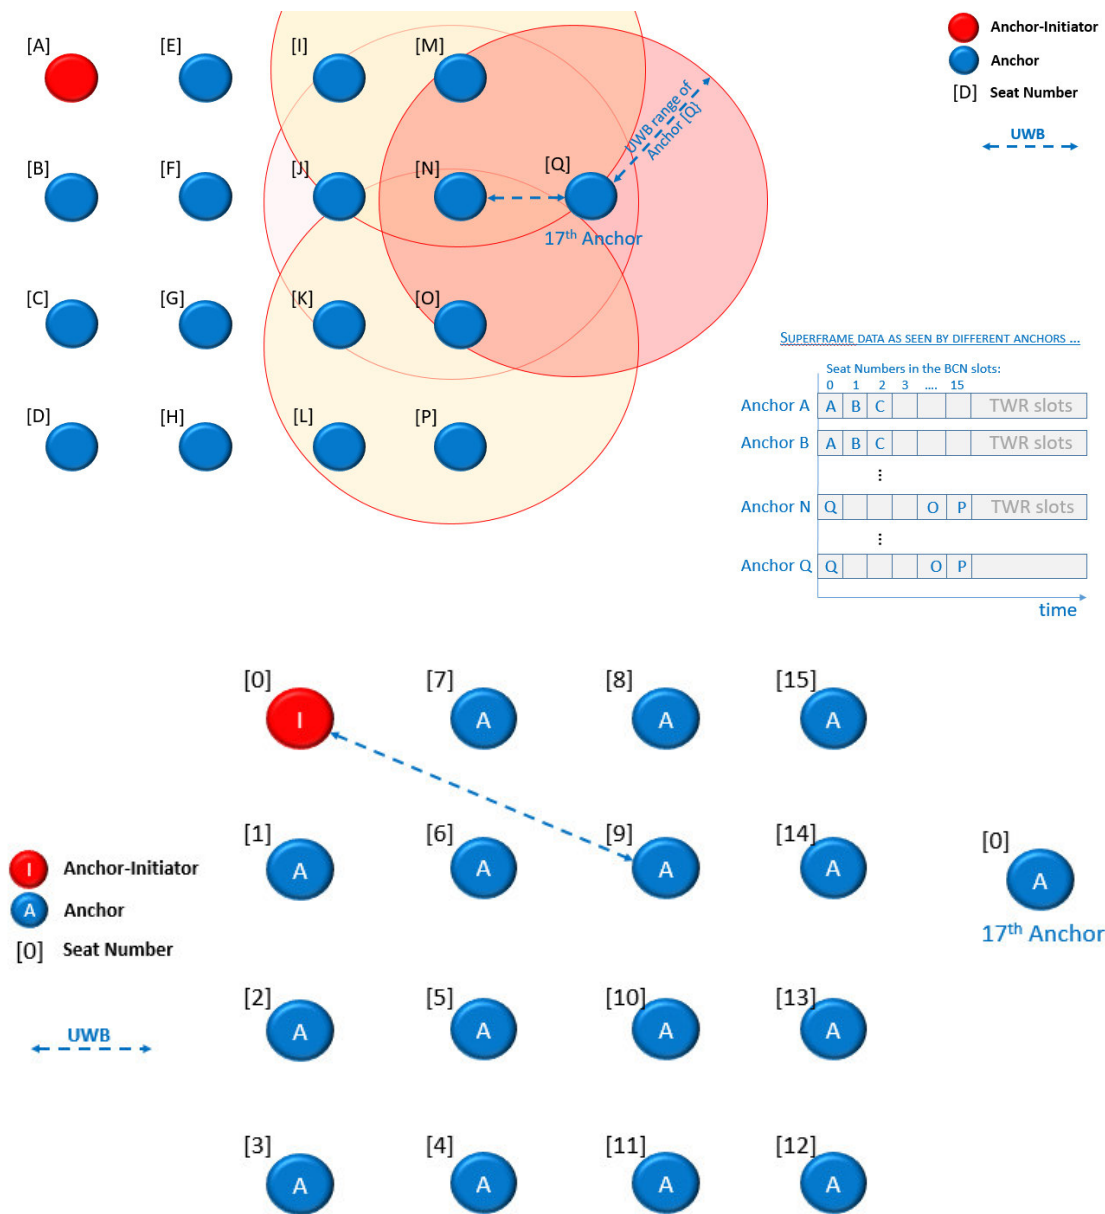 [A] [E] [I] [M]
Anchor-Initiator
Anchor
[D] Seat Number
UWB
UWB range of
Anchor [Q]
[B] [F] [J] [N] [Q]
17th Anchor
[C] [G] [K] [O]
[D] [H] [L] [P]
SUPERFRAME DATA AS SEEN BY DIFFERENT ANCHORS ...
Seat Numbers in the BCN slots:
0 1 2 3 .... 15
Anchor A A B C TWR slots
Anchor B A B C TWR slots
⋮
Anchor N Q O P TWR slots
⋮
Anchor Q Q O P
time
[0] [7] [8] [15]
I A A A
[1] [6] [9] [14] [0]
A A A A A
17th Anchor
I Anchor-Initiator
A Anchor
[0] Seat Number
UWB
[2] [5] [10] [13]
A A A A
[3] [4] [11] [12]
A A A A